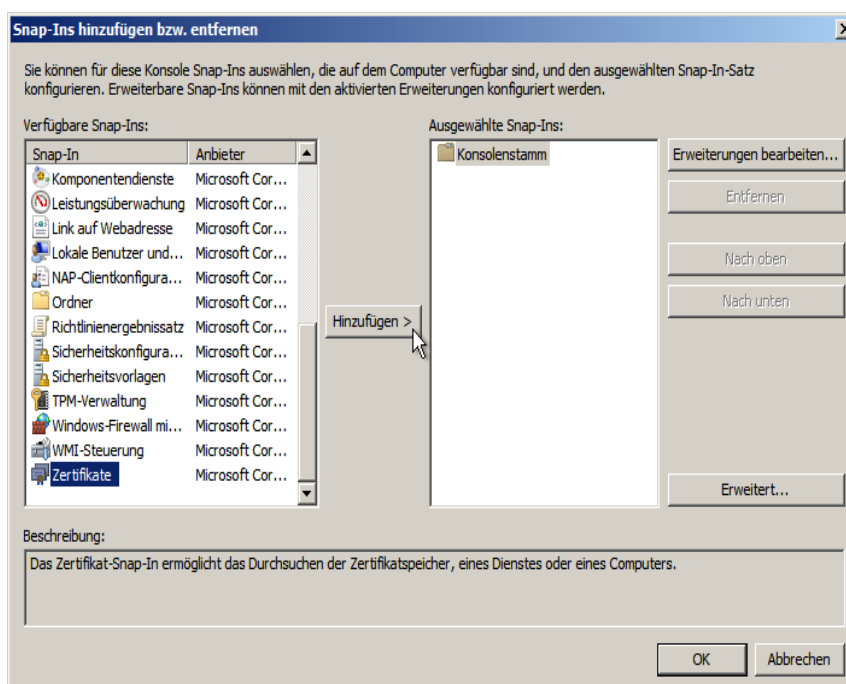 Snap-Ins hinzufügen bzw. entfernen
Sie können für diese Konsole Snap-Ins auswählen, die auf dem Computer verfügbar sind, und den ausgewählten Snap-In-Satz
konfigurieren. Erweiterbare Snap-Ins können mit den aktivierten Erweiterungen konfiguriert werden.
Verfügbare Snap-Ins:
Snap-In Anbieter
Komponentendienste Microsoft Cor...
Leistungsüberwachung Microsoft Cor...
Link auf Webadresse Microsoft Cor...
Lokale Benutzer und... Microsoft Cor...
NAP-Clientkonfigura... Microsoft Cor...
Ordner Microsoft Cor...
Richtlinienergebnissatz Microsoft Cor...
Sicherheitskonfigura... Microsoft Cor...
Sicherheitsvorlagen Microsoft Cor...
TPM-Verwaltung Microsoft Cor...
Windows-Firewall mi... Microsoft Cor...
WMI-Steuerung Microsoft Cor...
Zertifikate Microsoft Cor...
Hinzufügen >
Ausgewählte Snap-Ins:
Konsolenstamm
Erweiterungen bearbeiten...
Entfernen
Nach oben
Nach unten
Erweitert...
Beschreibung:
Das Zertifikat-Snap-In ermöglicht das Durchsuchen der Zertifikatspeicher, eines Dienstes oder eines Computers.
OK Abbrechen